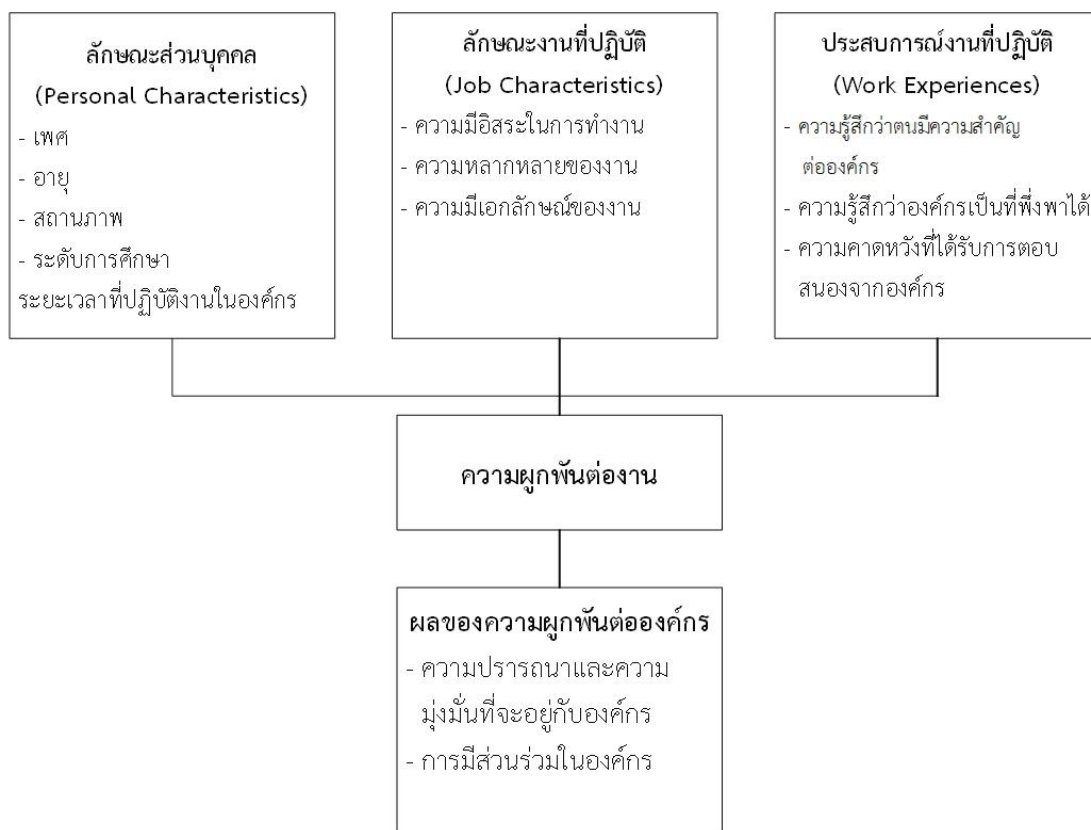 ลักษณะส่วนบุคคล
(Personal Characteristics)
- เพศ
- อายุ
- สถานภาพ
- ระดับการศึกษา
ระยะเวลาที่ปฏิบัติงานในองค์กร
ลักษณะงานที่ปฏิบัติ
(Job Characteristics)
- ความมีอิสระในการทำงาน
- ความหลากหลายของงาน
- ความมีเอกลักษณ์ของงาน
ประสบการณ์งานที่ปฏิบัติ
(Work Experiences)
- ความรู้สึกว่าตนมีความสำคัญ
ต่อองค์กร
- ความรู้สึกว่าองค์กรเป็นที่พึ่งพาได้
- ความคาดหวังที่ได้รับการตอบ
สนองจากองค์กร
ความผูกพันต่องาน
ผลของความผูกพันต่อองค์กร
- ความปรารถนาและความ
มุ่งมั่นที่จะอยู่กับองค์กร
- การมีส่วนร่วมในองค์กร